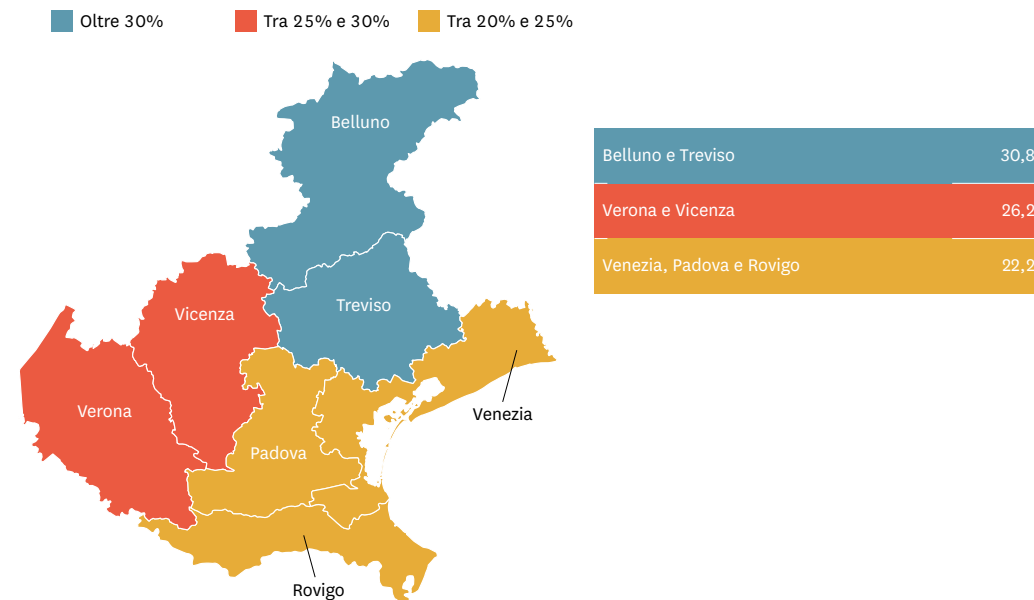 Oltre 30%
Tra 25% e 30%
Tra 20% e 25%
Belluno
Belluno e Treviso 30,8
Verona e Vicenza 26,2
Venezia, Padova e Rovigo 22,2
Treviso
Vicenza
Verona
Venezia
Padova
Rovigo